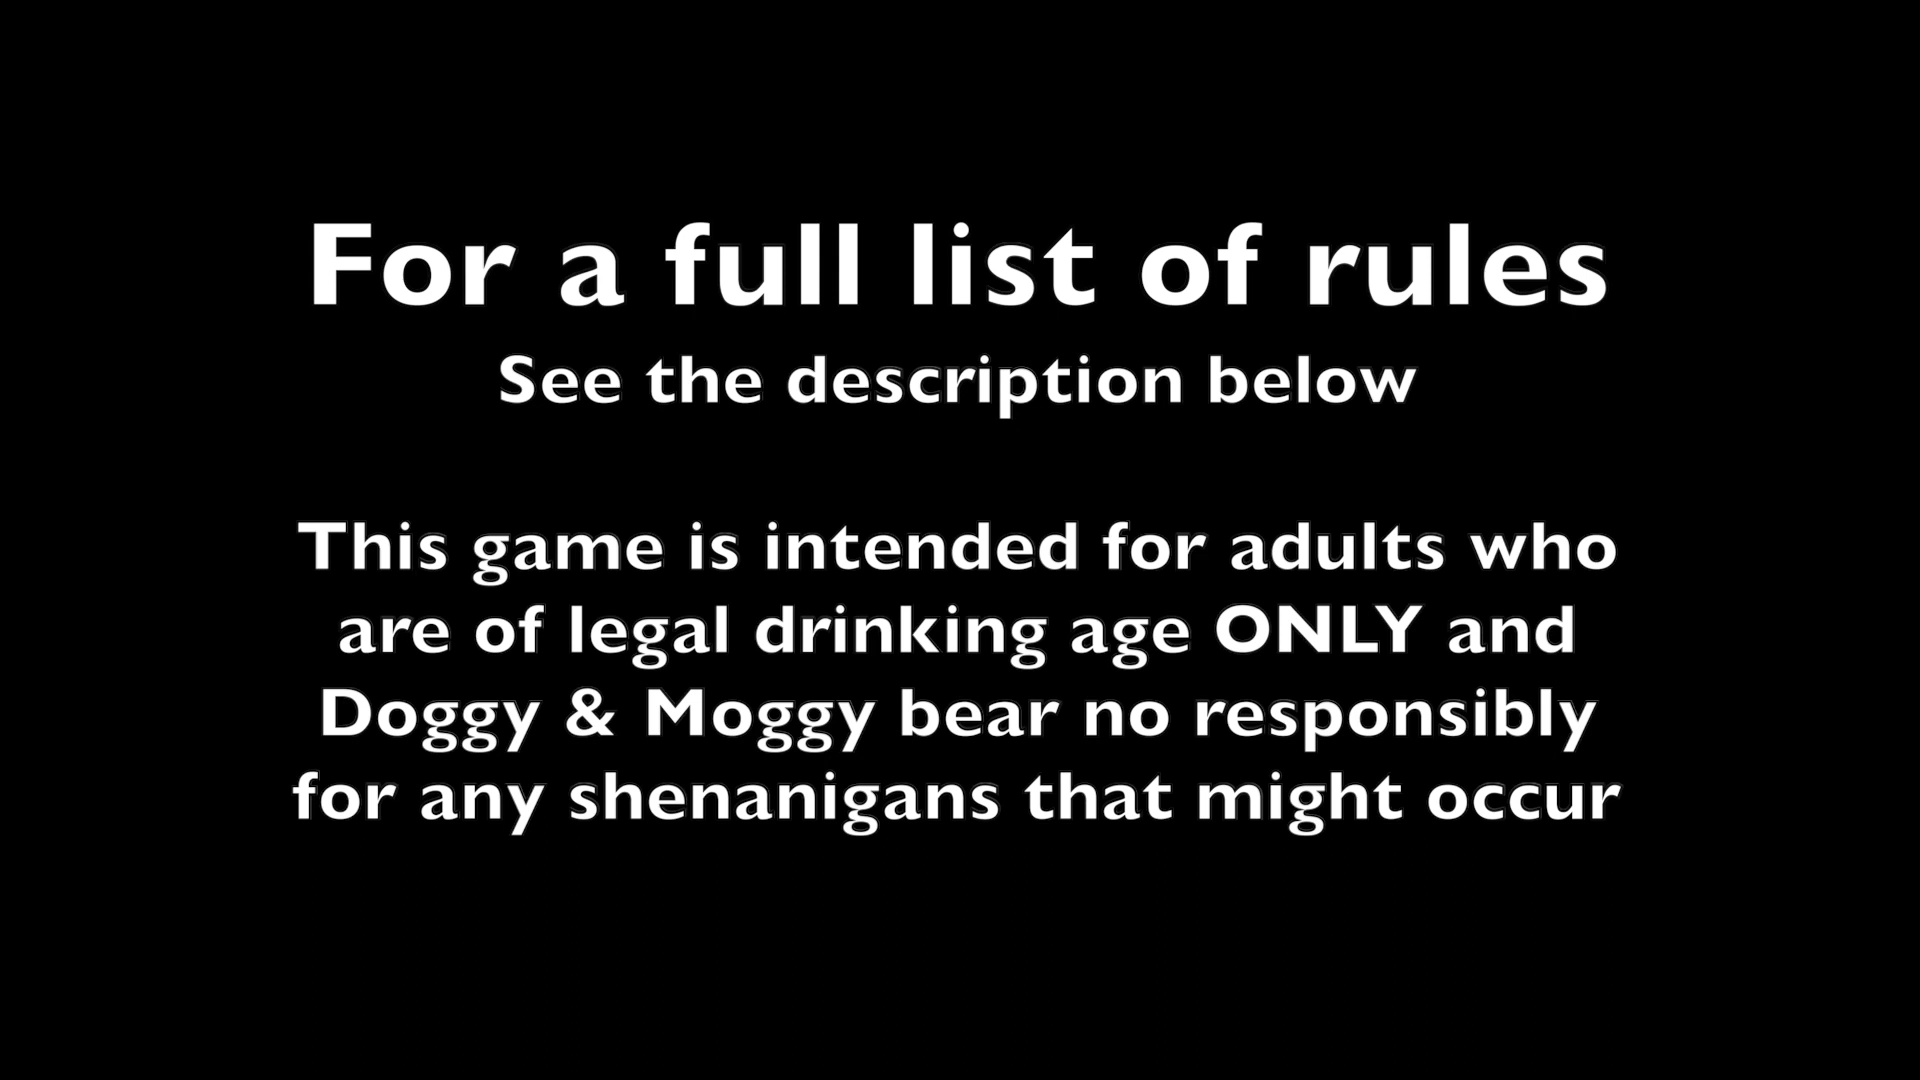 For a full list of rules
See the description below
This game is intended for adults who
are of legal drinking age ONLY and
Doggy & Moggy bear no responsibly
for any shenanigans that might occur